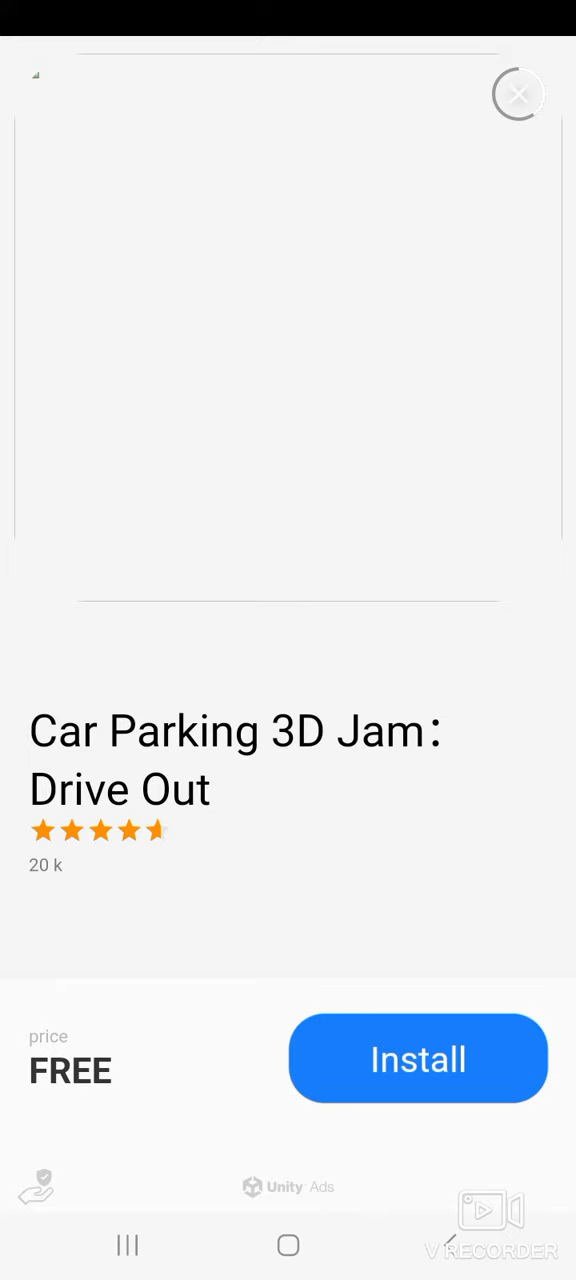 Car Parking 3D Jam：
Drive Out
20 k
price
FREE
Install
Unity Ads
V RECORDER